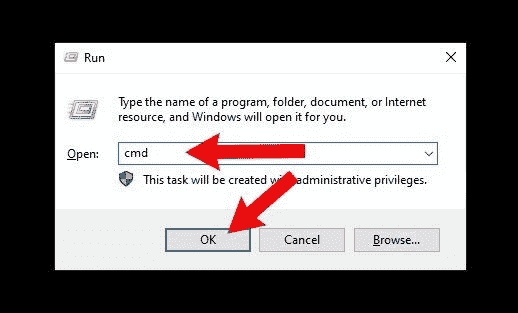 Run
Type the name of a program, folder, document, or Internet
resource, and Windows will open it for you.
Open: cmd
This task will be created with administrative privileges.
OK Cancel Browse...